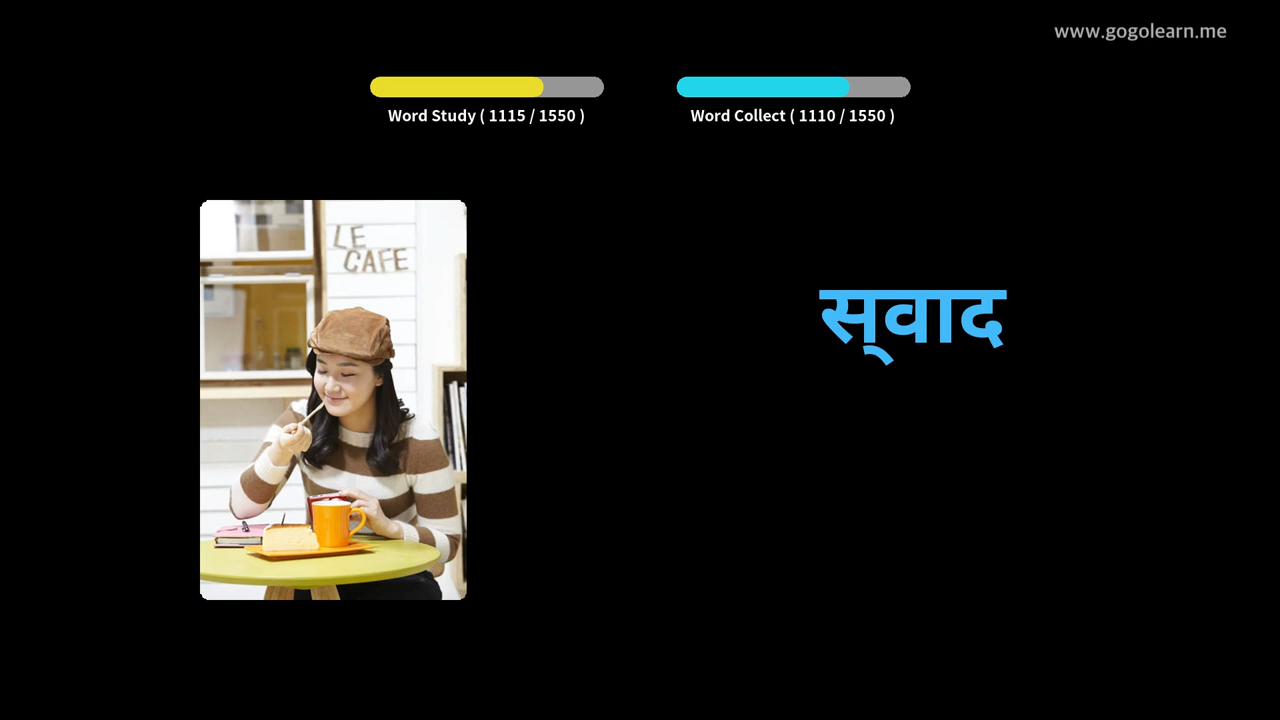 www.gogolearn.me
Word Study ( 1115 / 1550 )
Word Collect ( 1110 / 1550 )
LE
CAFE
स्‌वाद